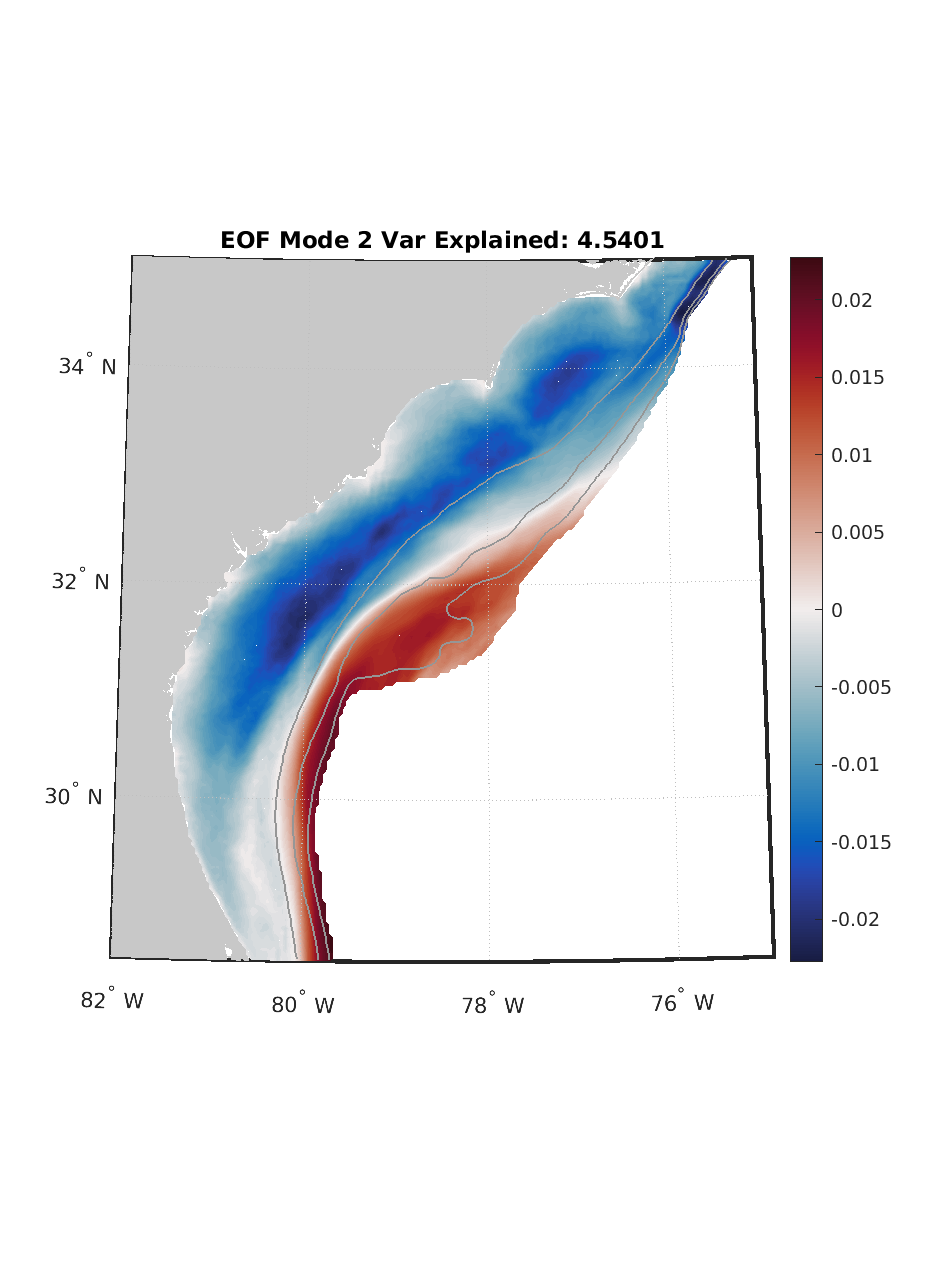 EOF Mode 2 Var Explained: 4.5401
34° N
32° N
30° N
82° W
80° W
78° W
76° W
0.02
0.015
0.01
0.005
0
-0.005
-0.01
-0.015
-0.02